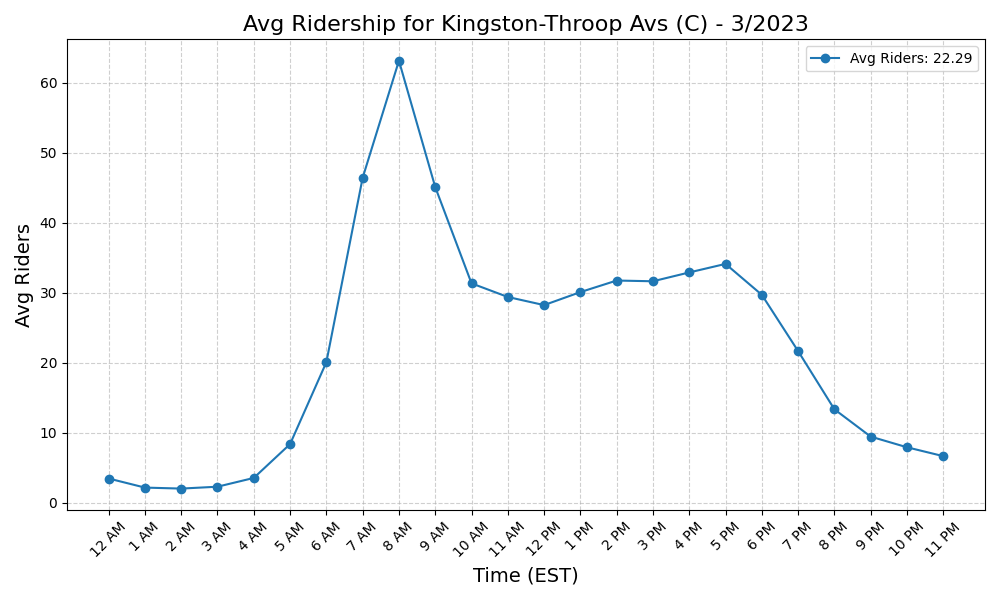 Avg Ridership for Kingston-Throop Avs (C) - 3/2023
Avg Riders: 22.29
Avg Riders
60
50
40
30
20
10
0
12 AM
1 AM
2 AM
3 AM
4 AM
5 AM
6 AM
7 AM
8 AM
9 AM
10 AM
11 AM
12 PM
1 PM
2 PM
3 PM
4 PM
5 PM
6 PM
7 PM
8 PM
9 PM
10 PM
11 PM
Time (EST)